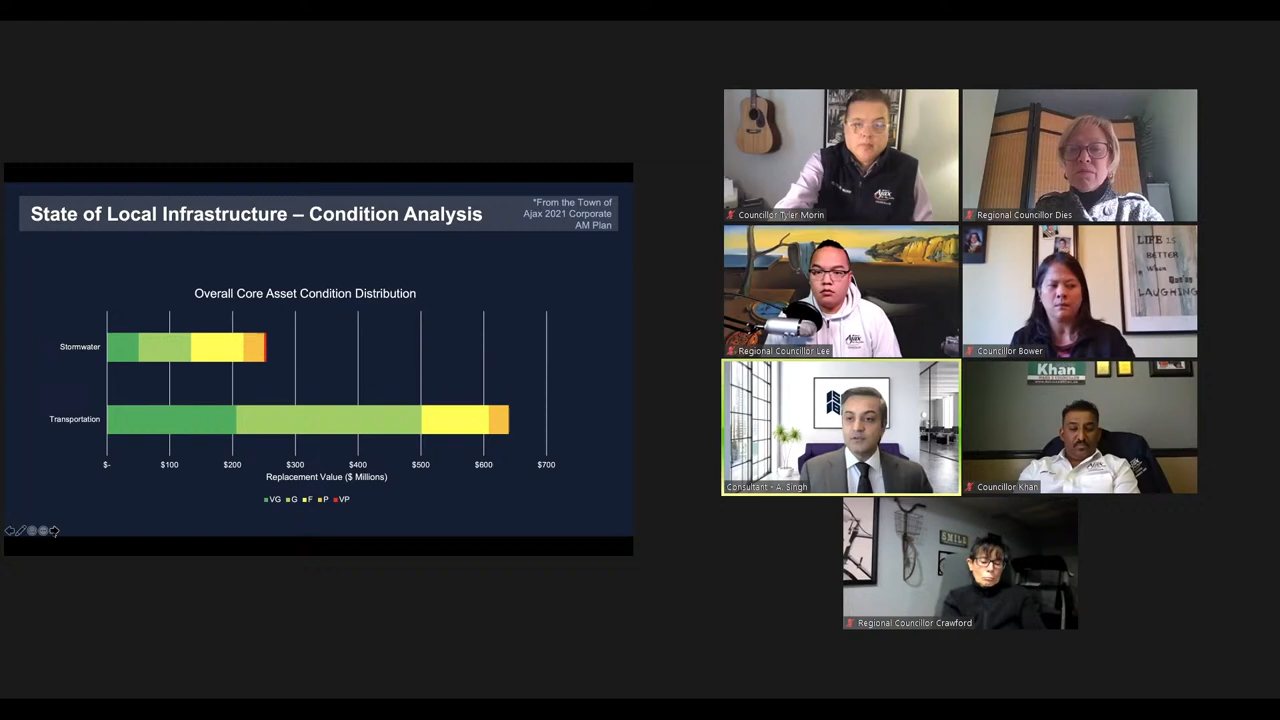 State of Local Infrastructure – Condition Analysis
*From the Town of
Ajax 2021 Corporate
AM Plan
Overall Core Asset Condition Distribution
Stormwater
Transportation
$- $100 $200 $300 $400 $500 $600 $700
Replacement Value ($ Millions)
VG G F P VP
Councillor Tyler Morin
Ajax
Regional Councillor Dies
Regional Councillor Lee
Ajax
LIFE IS
BETTER
When
LAUGHING
Councillor Bower
Consultant - A. Singh
Khan
Ajax
Councillor Khan
SMILE
Regional Councillor Crawford